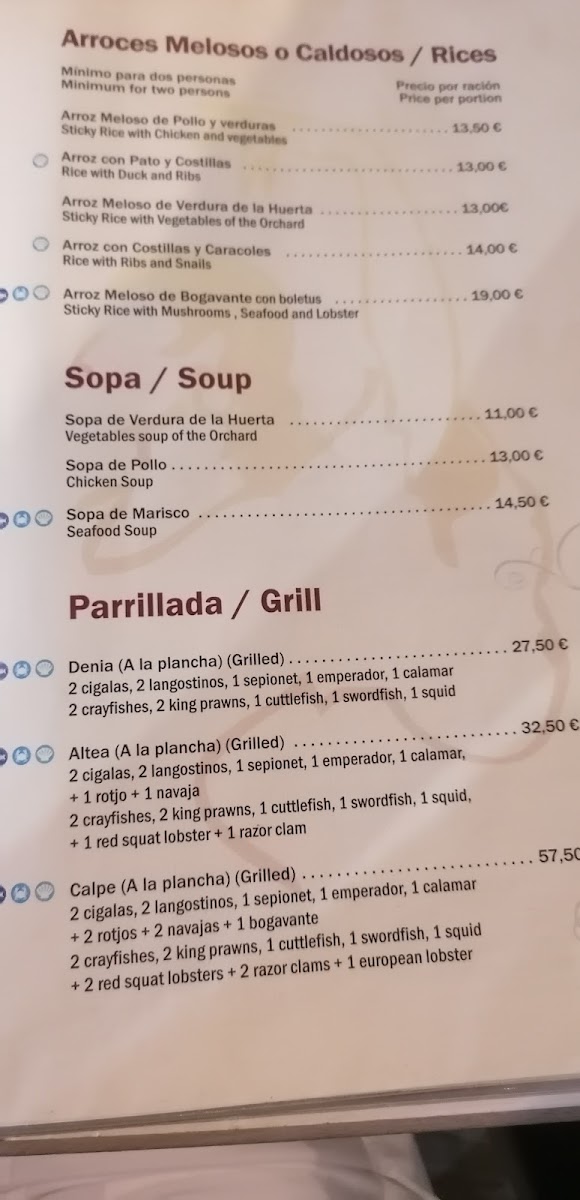 Arroces Melosos o Caldosos / Rices
Mínimo para dos personas
Minimum for two persons
Precio por ración
Price per portion
Arroz Meloso de Pollo y verduras ........................ 13,50 €
Sticky Rice with Chicken and vegetables
Arroz con Pato y Costillas ................................ 13,00 €
Rice with Duck and Ribs
Arroz Meloso de Verdura de la Huerta ..................... 13,00€
Sticky Rice with Vegetables of the Orchard
Arroz con Costillas y Caracoles ........................... 14,00 €
Rice with Ribs and Snails
Arroz Meloso de Bogavante con boletus .................... 19,00 €
Sticky Rice with Mushrooms , Seafood and Lobster
Sopa / Soup
Sopa de Verdura de la Huerta ............................ 11,00 €
Vegetables soup of the Orchard
Sopa de Pollo ............................................ 13,00 €
Chicken Soup
Sopa de Marisco ......................................... 14,50 €
Seafood Soup
Parrillada / Grill
Denia (A la plancha) (Grilled) ............................ 27,50 €
2 cigalas, 2 langostinos, 1 sepionet, 1 emperador, 1 calamar
2 crayfishes, 2 king prawns, 1 cuttlefish, 1 swordfish, 1 squid
Altea (A la plancha) (Grilled) ............................ 32,50 €
2 cigalas, 2 langostinos, 1 sepionet, 1 emperador, 1 calamar,
+ 1 rotjo + 1 navaja
2 crayfishes, 2 king prawns, 1 cuttlefish, 1 swordfish, 1 squid,
+ 1 red squat lobster + 1 razor clam
Calpe (A la plancha) (Grilled) ............................ 57,50
2 cigalas, 2 langostinos, 1 sepionet, 1 emperador, 1 calamar
+ 2 rotjos + 2 navajas + 1 bogavante
2 crayfishes, 2 king prawns, 1 cuttlefish, 1 swordfish, 1 squid
+ 2 red squat lobsters + 2 razor clams + 1 european lobster